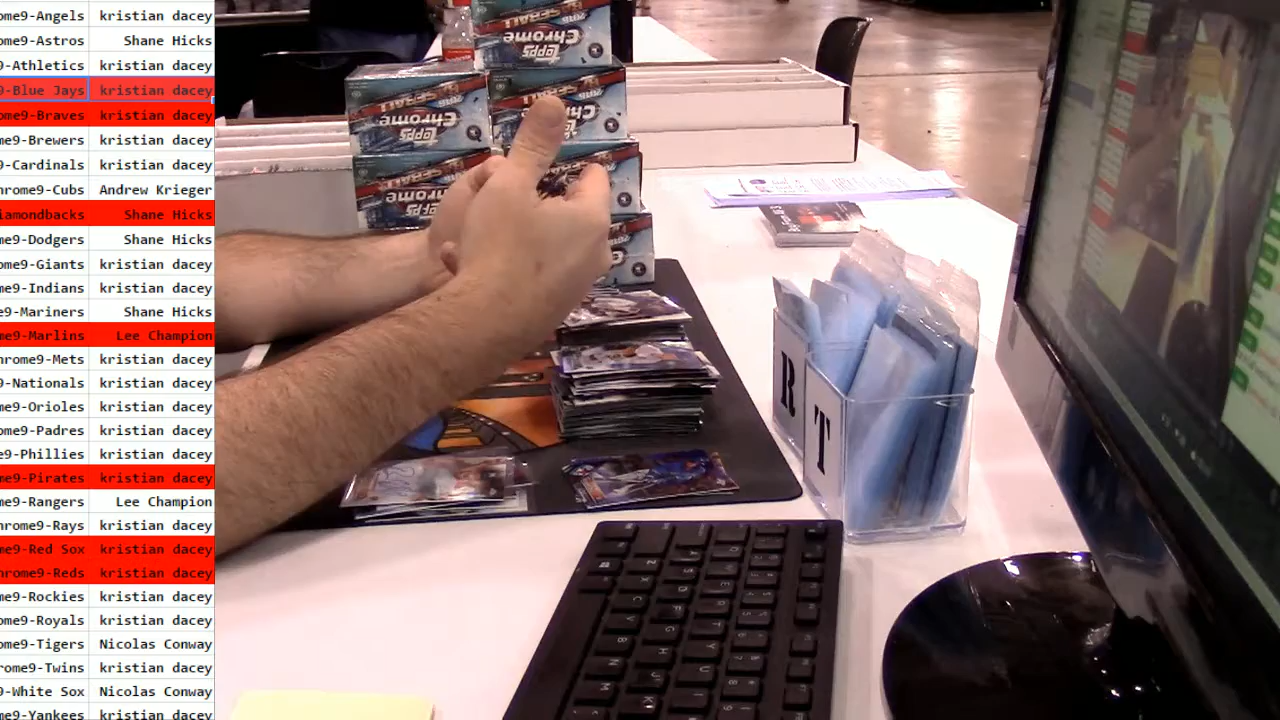 ome9-Angels kristian dacey
ome9-Astros Shane Hicks
9-Athletics kristian dacey
9-Blue Jays kristian dacey
ome9-Braves kristian dacey
me9-Brewers kristian dacey
9-Cardinals kristian dacey
hrome9-Cubs Andrew Krieger
iamondbacks Shane Hicks
me9-Dodgers Shane Hicks
ome9-Giants kristian dacey
me9-Indians kristian dacey
e9-Mariners Shane Hicks
me9-Marlins Lee Champion
hrome9-Mets kristian dacey
9-Nationals kristian dacey
me9-Orioles kristian dacey
ome9-Padres kristian dacey
e9-Phillies kristian dacey
me9-Pirates kristian dacey
me9-Rangers Lee Champion
hrome9-Rays kristian dacey
me9-Red Sox kristian dacey
hrome9-Reds kristian dacey
me9-Rockies kristian dacey
ome9-Royals kristian dacey
ome9-Tigers Nicolas Conway
rome9-Twins kristian dacey
9-White Sox Nicolas Conway
me9-Yankees kristian dacey
2016 BASEBALL
Topps
Chrome
BASEBALL
Topps
Chrome
BASEBALL
Topps
Chrome
R
T